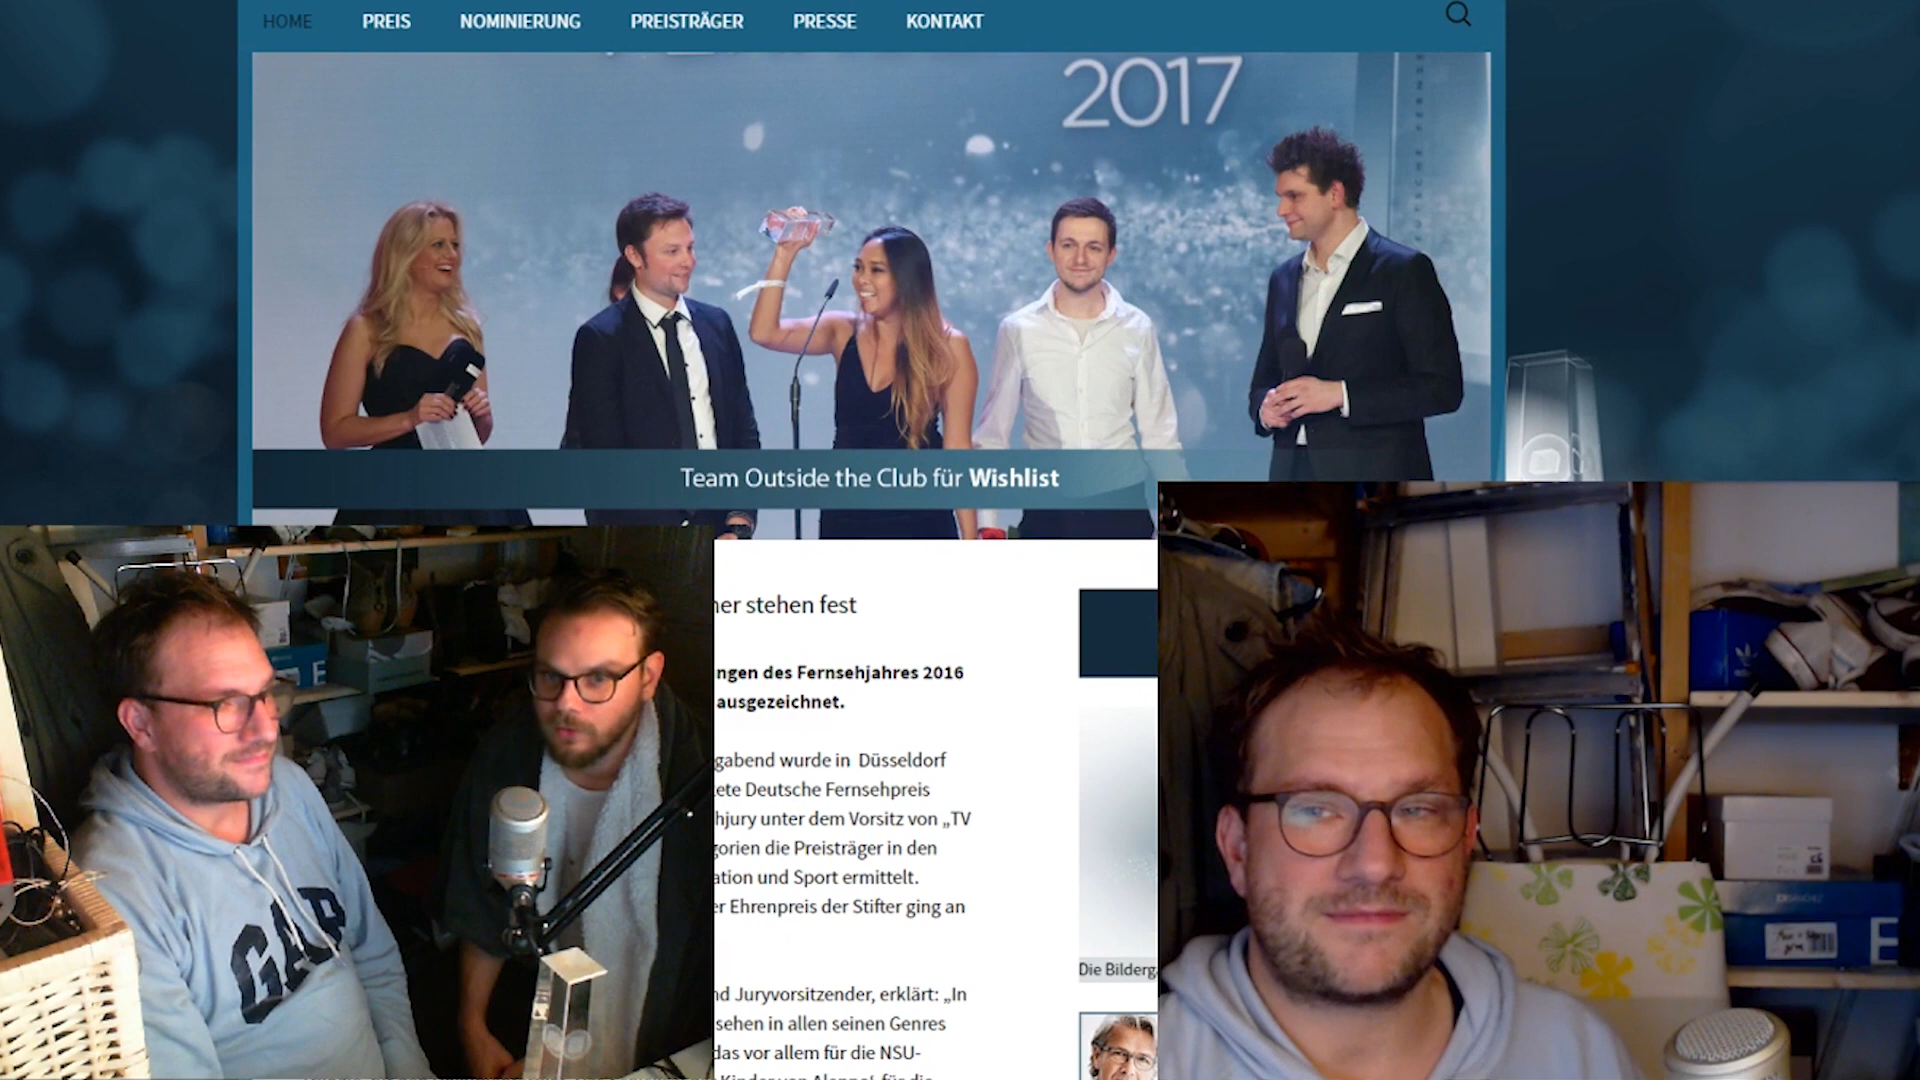 HOME PREIS NOMINIERUNG PREISTRÄGER PRESSE KONTAKT
2017
Team Outside the Club für Wishlist
ner stehen fest
ngen des Fernsehjahres 2016
ausgezeichnet.
gabend wurde in Düsseldorf
ete Deutsche Fernsehpreis
hjury unter dem Vorsitz von „TV
gorien die Preisträger in den
ation und Sport ermittelt.
er Ehrenpreis der Stifter ging an
nd Juryvorsitzender, erklärt: „In
sehen in allen seinen Genres
das vor allem für die NSU-
Die Bilderga
GAP
E
E